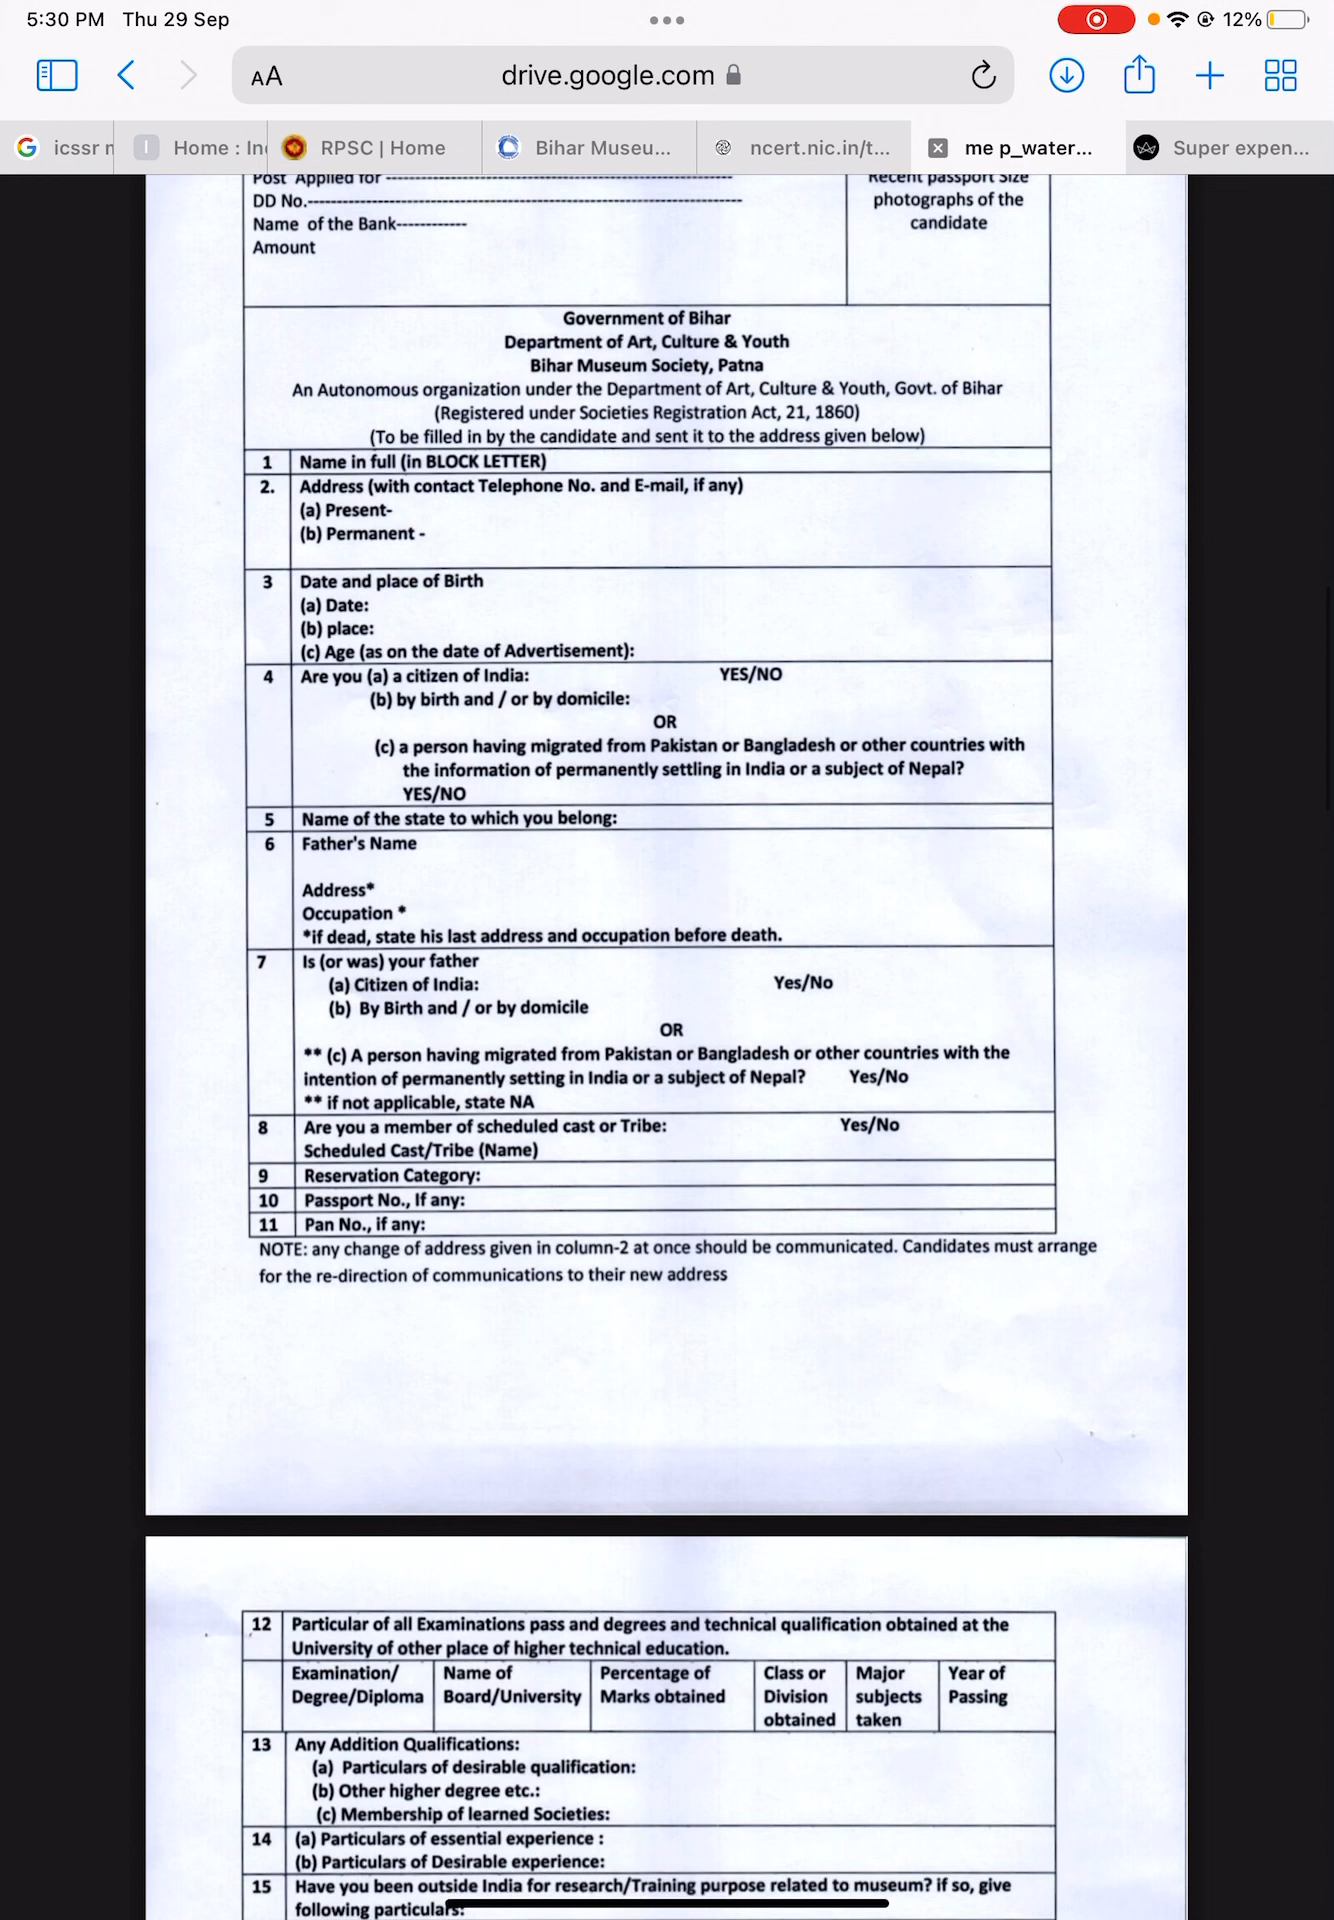 5:30 PM Thu 29 Sep
12%
AA drive.google.com
icssr n
Home : In
RPSC | Home
Bihar Museu...
ncert.nic.in/t...
me p_water...
Super expen...
Post Applied for ------------------------------------------------
DD No.------------------------------------------------------------
Name of the Bank------------
Amount
Recent passport Size
photographs of the
candidate
Government of Bihar
Department of Art, Culture & Youth
Bihar Museum Society, Patna
An Autonomous organization under the Department of Art, Culture & Youth, Govt. of Bihar
(Registered under Societies Registration Act, 21, 1860)
(To be filled in by the candidate and sent it to the address given below)
1 Name in full (in BLOCK LETTER)
2. Address (with contact Telephone No. and E-mail, if any)
(a) Present-
(b) Permanent -
3 Date and place of Birth
(a) Date:
(b) place:
(c) Age (as on the date of Advertisement):
4 Are you (a) a citizen of India: YES/NO
(b) by birth and / or by domicile:
OR
(c) a person having migrated from Pakistan or Bangladesh or other countries with
the information of permanently settling in India or a subject of Nepal?
YES/NO
5 Name of the state to which you belong:
6 Father's Name
Address*
Occupation *
*if dead, state his last address and occupation before death.
7 Is (or was) your father
(a) Citizen of India: Yes/No
(b) By Birth and / or by domicile
OR
** (c) A person having migrated from Pakistan or Bangladesh or other countries with the
intention of permanently setting in India or a subject of Nepal? Yes/No
** if not applicable, state NA
8 Are you a member of scheduled cast or Tribe: Yes/No
Scheduled Cast/Tribe (Name)
9 Reservation Category:
10 Passport No., If any:
11 Pan No., if any:
NOTE: any change of address given in column-2 at once should be communicated. Candidates must arrange
for the re-direction of communications to their new address
12 Particular of all Examinations pass and degrees and technical qualification obtained at the
University of other place of higher technical education.
Examination/ Name of Percentage of Class or Major Year of
Degree/Diploma Board/University Marks obtained Division subjects Passing
obtained taken
13 Any Addition Qualifications:
(a) Particulars of desirable qualification:
(b) Other higher degree etc.:
(c) Membership of learned Societies:
14 (a) Particulars of essential experience :
(b) Particulars of Desirable experience:
15 Have you been outside India for research/Training purpose related to museum? if so, give
following particulars: